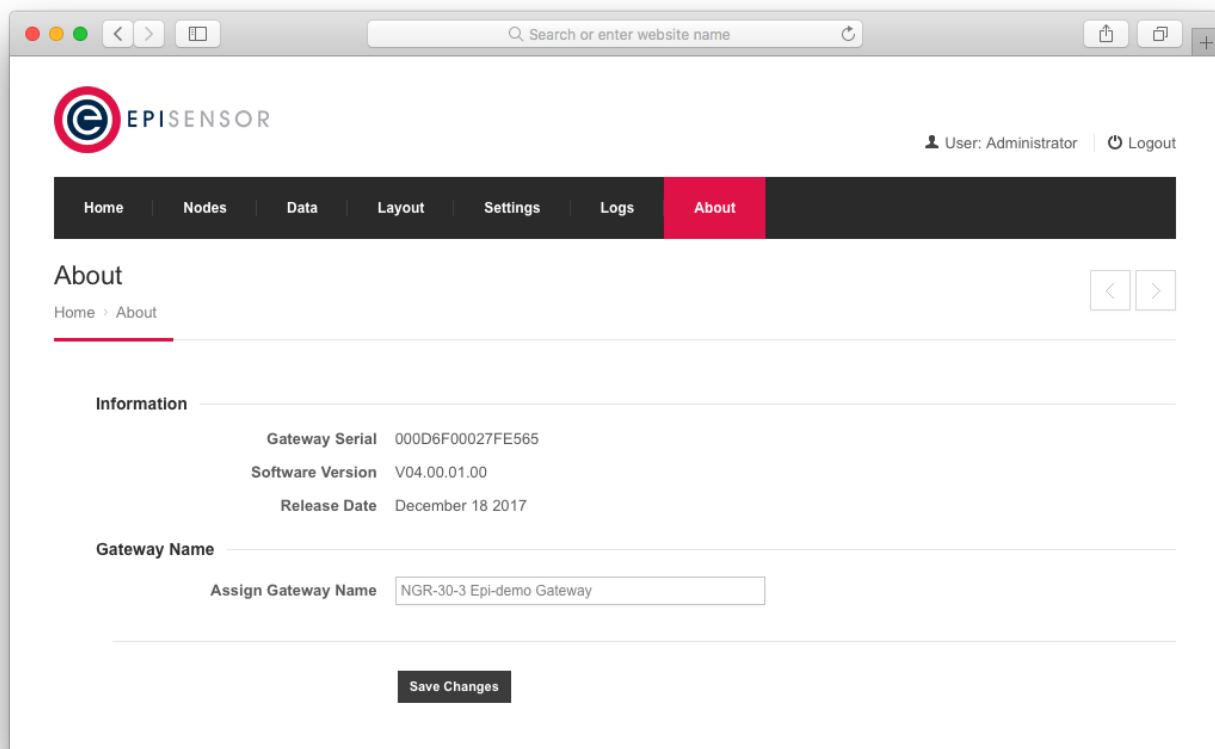 Search or enter website name
EPISENSOR
User: Administrator Logout
Home Nodes Data Layout Settings Logs About
About
Home › About
Information
Gateway Serial 000D6F00027FE565
Software Version V04.00.01.00
Release Date December 18 2017
Gateway Name
Assign Gateway Name NGR-30-3 Epi-demo Gateway
Save Changes